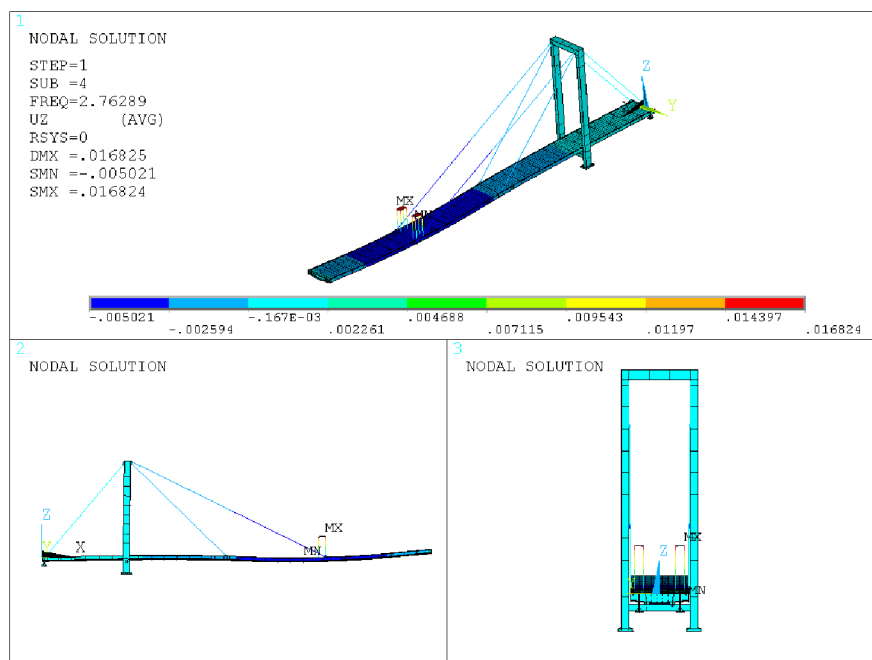 1
NODAL SOLUTION
STEP=1
SUB =4
FREQ=2.76289
UZ (AVG)
RSYS=0
DMX =.016825
SMN =-.005021
SMX =.016824
Z
Y
MX
MN
-.005021
-.002594
-.167E-03
.002261
.004688
.007115
.009543
.01197
.014397
.016824
2
NODAL SOLUTION
Z
Y
X
MX
MN
3
NODAL SOLUTION
MX
Z
MN